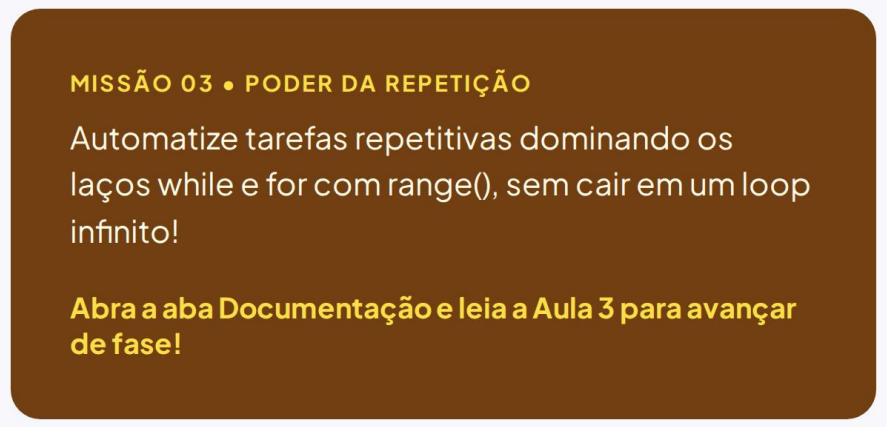 MISSÃO 03 • PODER DA REPETIÇÃO
Automatize tarefas repetitivas dominando os
laços while e for com range(), sem cair em um loop
infinito!
Abra a aba Documentação e leia a Aula 3 para avançar
de fase!